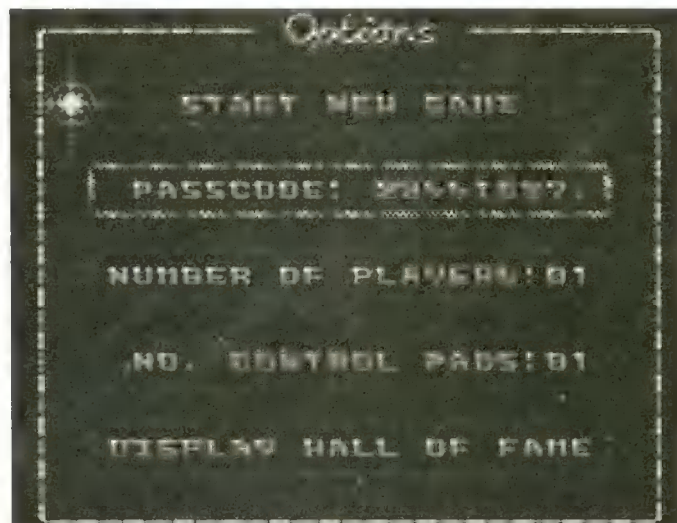 Options
START NEW GAME
PASSCODE:
NUMBER OF PLAYERS:01
NO. CONTROL PADS:01
DISPLAY HALL OF FAME